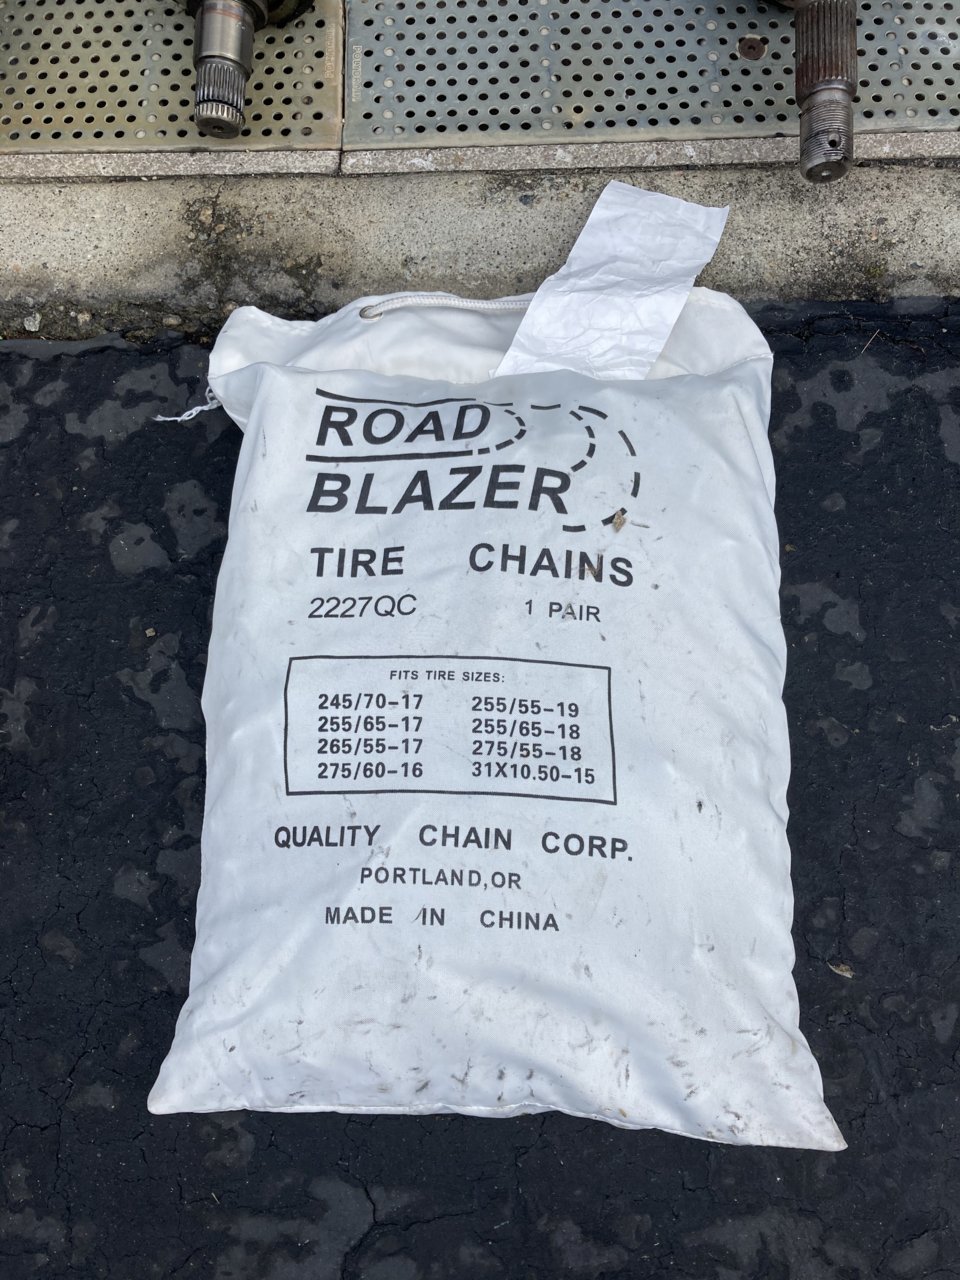 ROAD
BLAZER
TIRE CHAINS
2227QC 1 PAIR
FITS TIRE SIZES:
245/70-17 255/55-19
255/65-17 255/65-18
265/55-17 275/55-18
275/60-16 31X10.50-15
QUALITY CHAIN CORP.
PORTLAND,OR
MADE IN CHINA